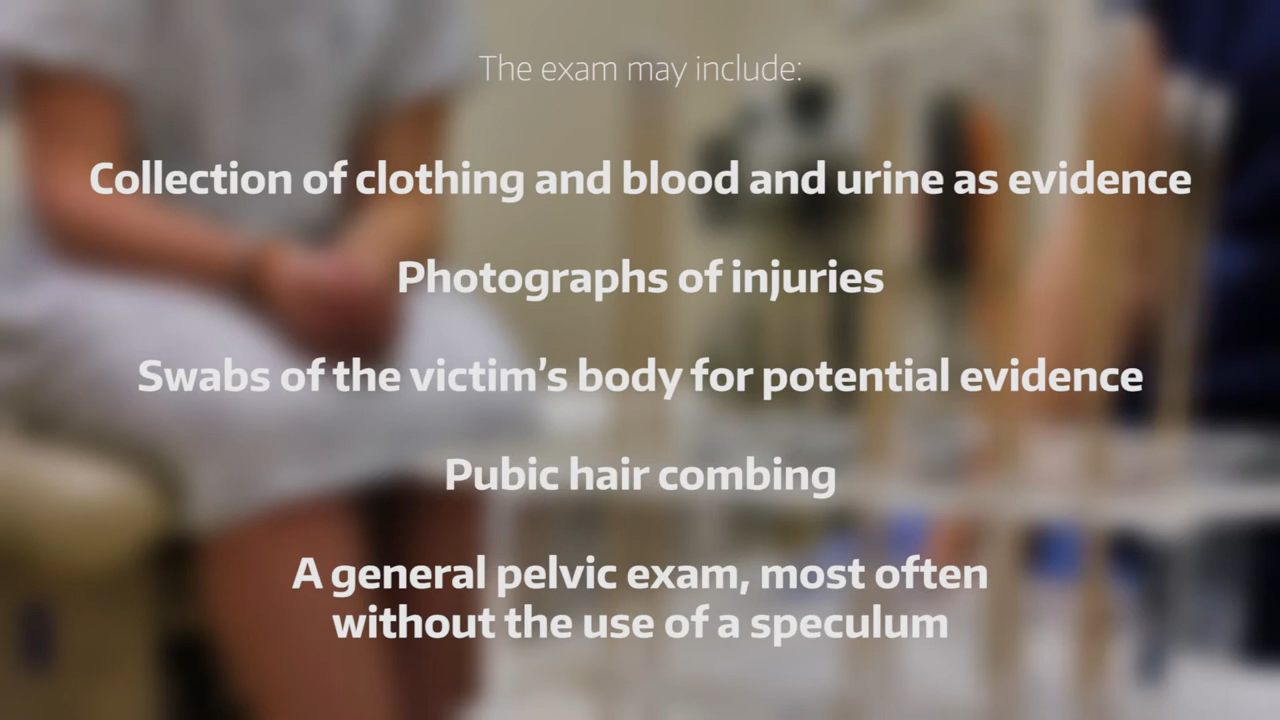 The exam may include:
Collection of clothing and blood and urine as evidence
Photographs of injuries
Swabs of the victim’s body for potential evidence
Pubic hair combing
A general pelvic exam, most often
without the use of a speculum